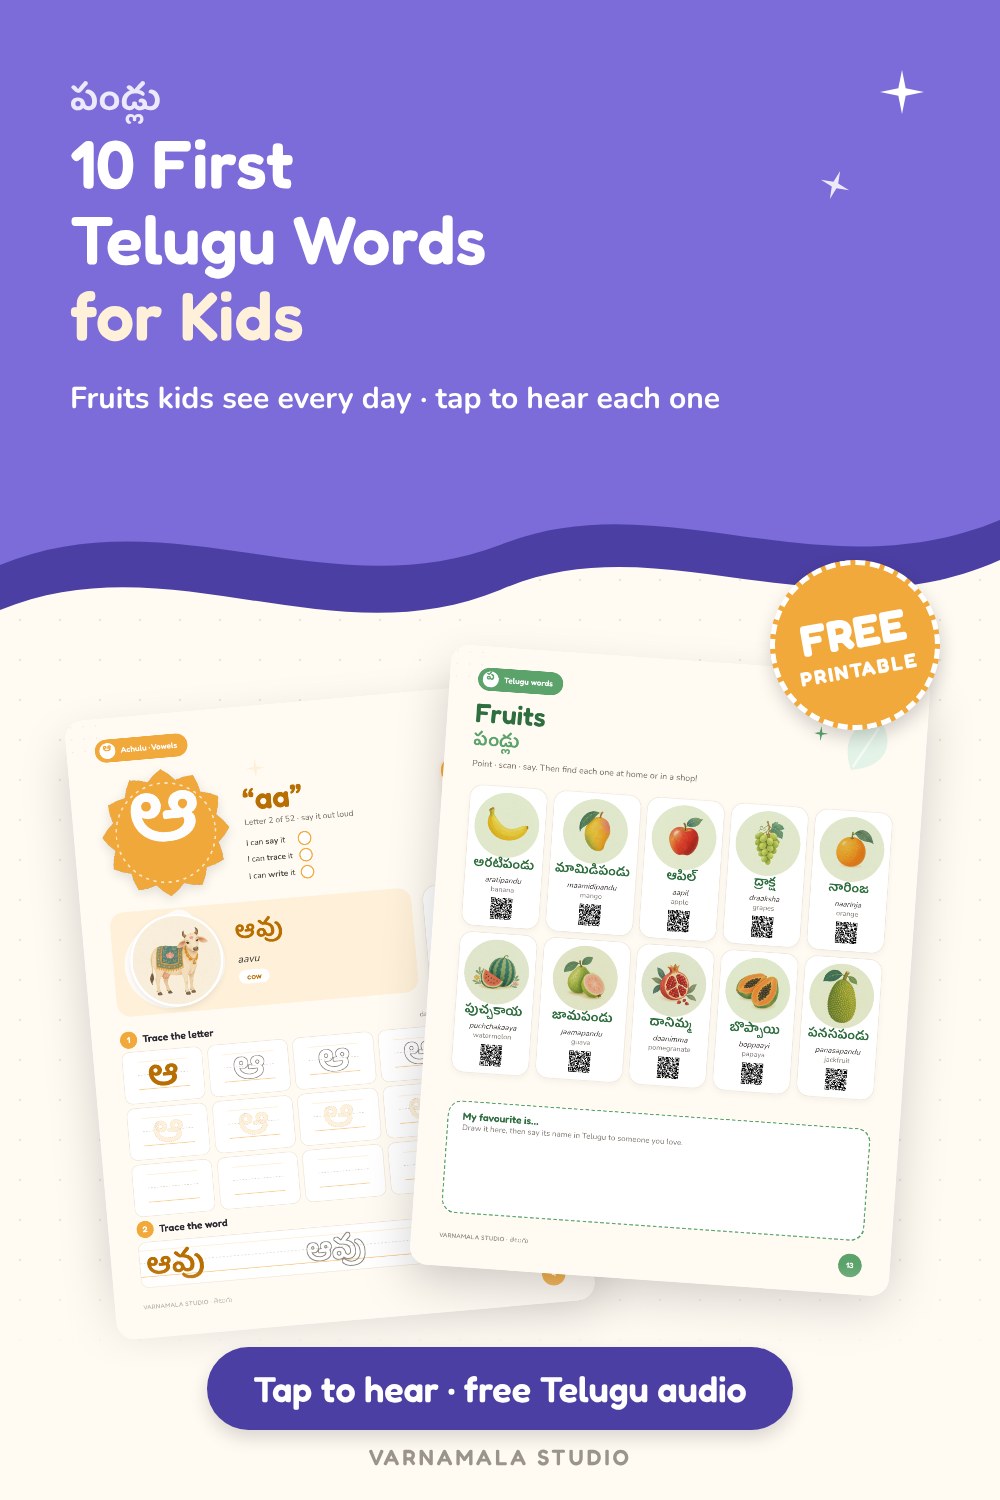 పండ్లు
10 First
Telugu Words
for Kids
Fruits kids see every day · tap to hear each one
FREE
PRINTABLE
ఆ Achulu · Vowels
ఆ
“aa”
Letter 2 of 52 · say it out loud
I can say it
I can trace it
I can write it
ఆవు
aavu
cow
1 Trace the letter
ఆ ఆ ఆ
ఆ ఆ ఆ
2 Trace the word
ఆవు ఆవు
VARNAMALA STUDIO · తెలుగు
ప Telugu words
Fruits
పండ్లు
Point · scan · say. Then find each one at home or in a shop!
అరటిపండు మామిడిపండు ఆపిల్ ద్రాక్ష నారింజ
aratipandu maamidipandu aapil draaksha naarinja
banana mango apple grapes orange
పుచ్చకాయ జామపండు దానిమ్మ బొప్పాయి పనసపండు
puchchakaaya jaamapandu daanimma boppaayi panasapandu
watermelon guava pomegranate papaya jackfruit
My favourite is...
Draw it here, then say its name in Telugu to someone you love.
VARNAMALA STUDIO · తెలుగు
13
Tap to hear · free Telugu audio
VARNAMALA STUDIO